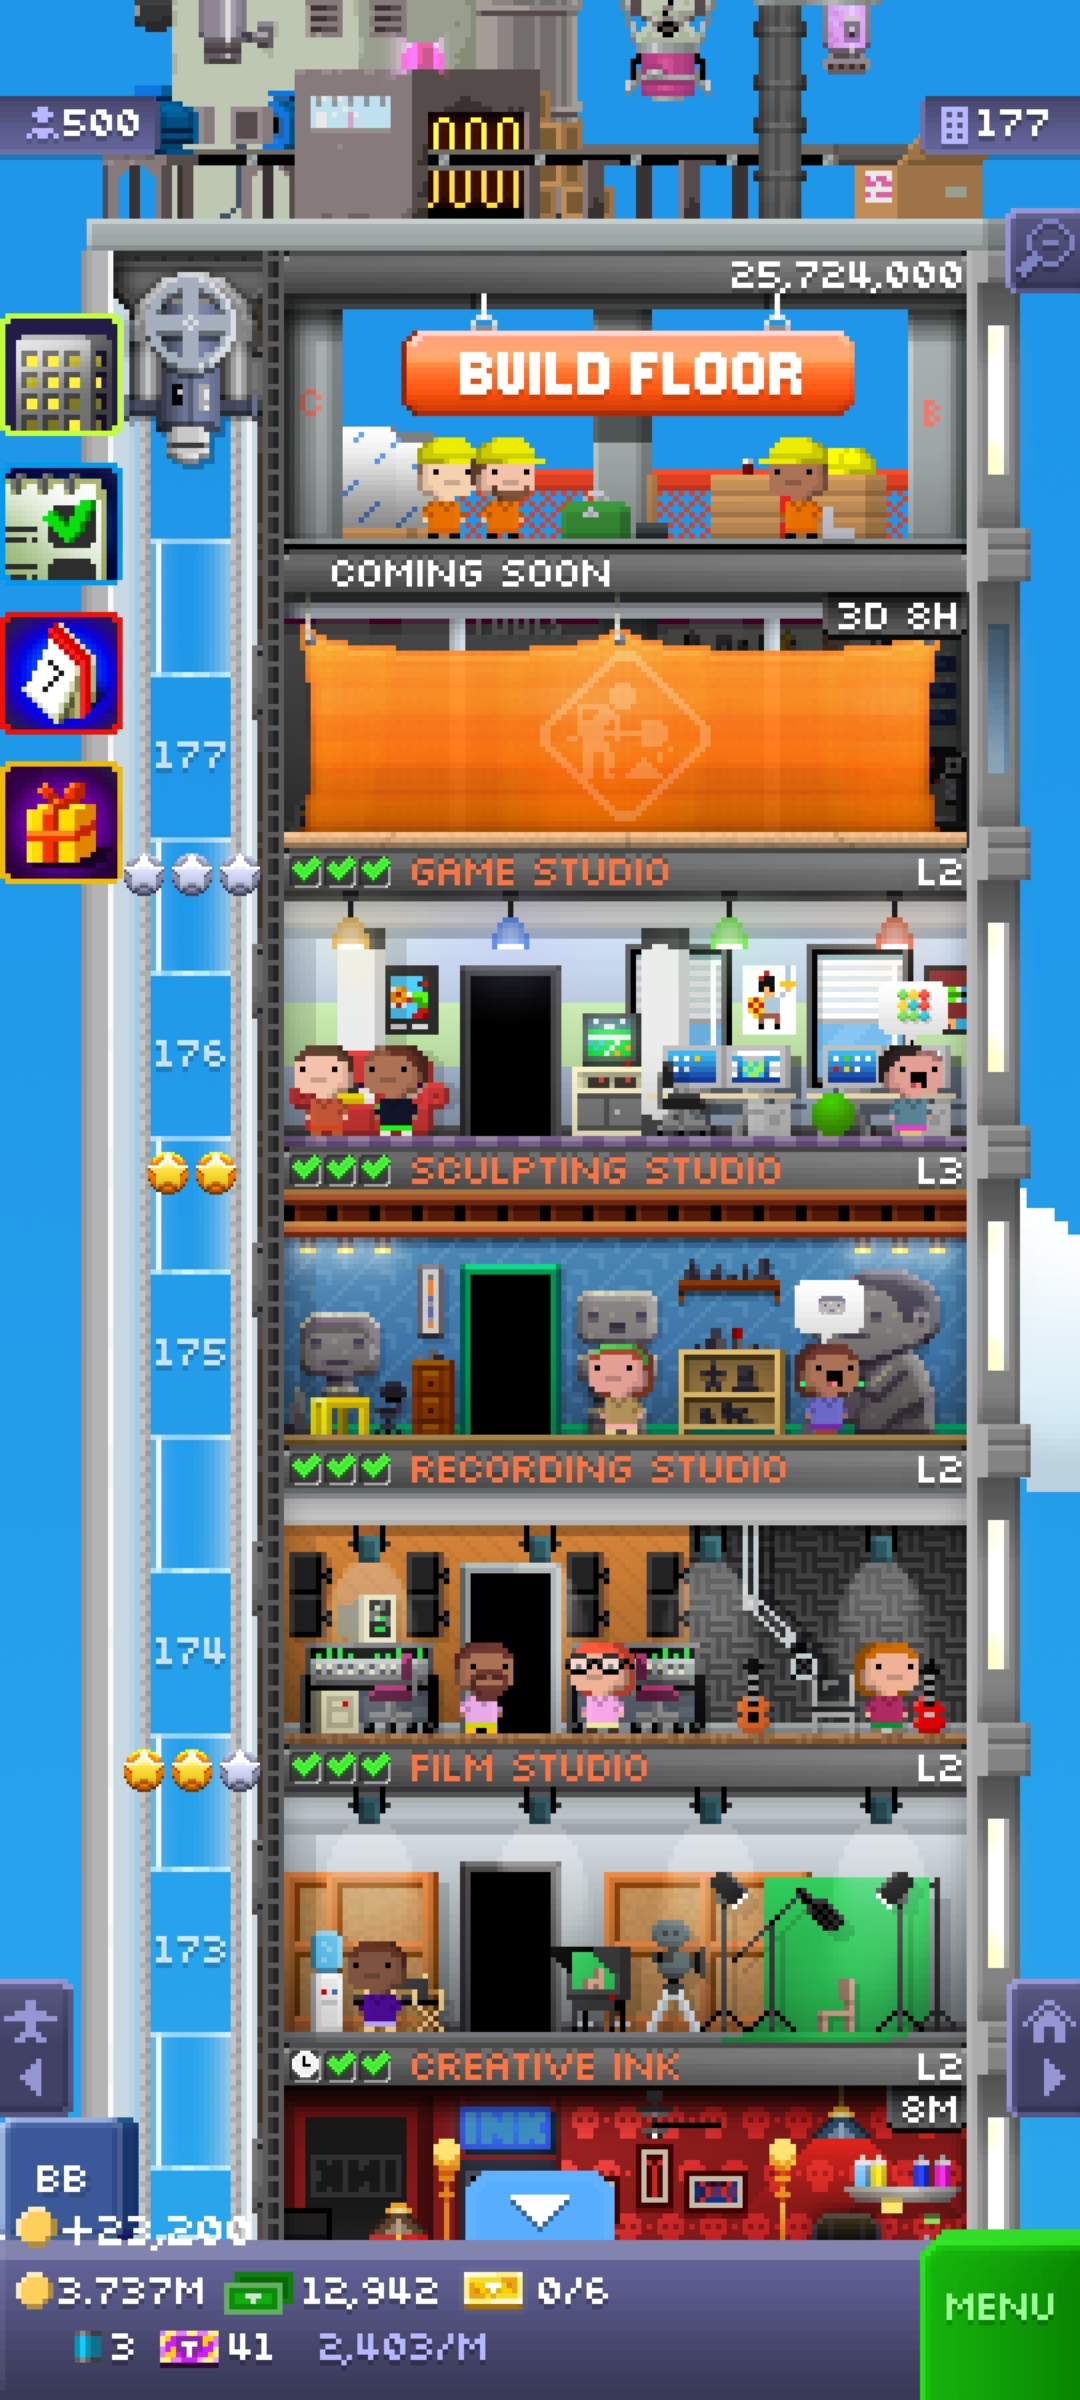 500
177
25,724,000
BUILD FLOOR
C
B
COMING SOON
3D 8H
177
GAME STUDIO L2
176
SCULPTING STUDIO L3
175
RECORDING STUDIO L2
174
FILM STUDIO L2
173
CREATIVE INK L2
8M
INK
BB
+23,200
3.737M 12,942 0/6
3 T 41 2,403/M
MENU